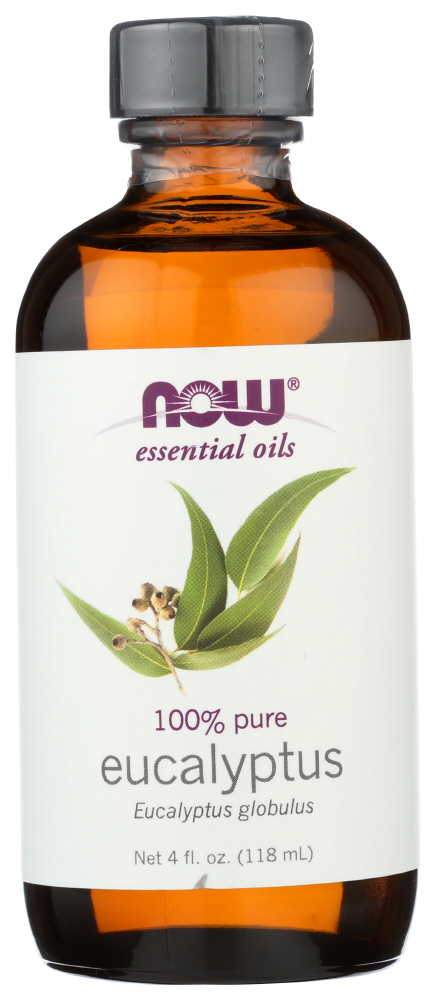 NOW®
essential oils
100% pure
eucalyptus
Eucalyptus globulus
Net 4 fl. oz. (118 mL)